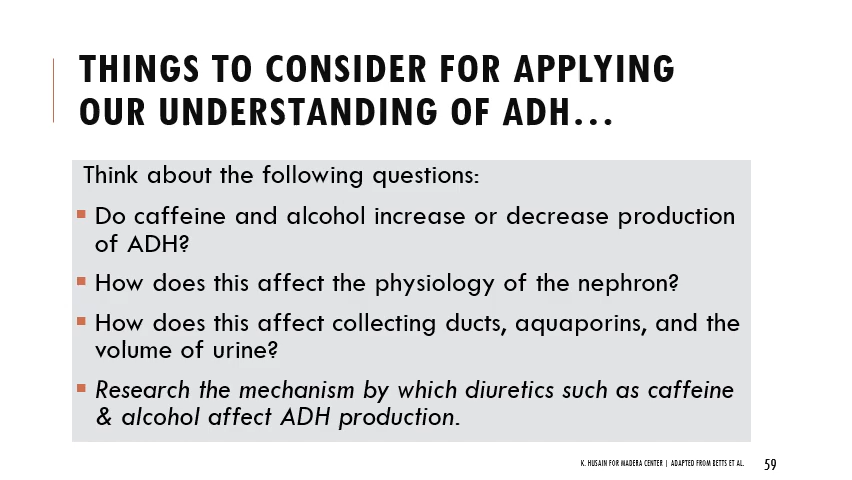 THINGS TO CONSIDER FOR APPLYING
OUR UNDERSTANDING OF ADH...
Think about the following questions:
▪ Do caffeine and alcohol increase or decrease production
of ADH?
▪ How does this affect the physiology of the nephron?
▪ How does this affect collecting ducts, aquaporins, and the
volume of urine?
▪ Research the mechanism by which diuretics such as caffeine
& alcohol affect ADH production.
K. HUSAIN FOR MADERA CENTER | ADAPTED FROM BETTS ET AL. 59